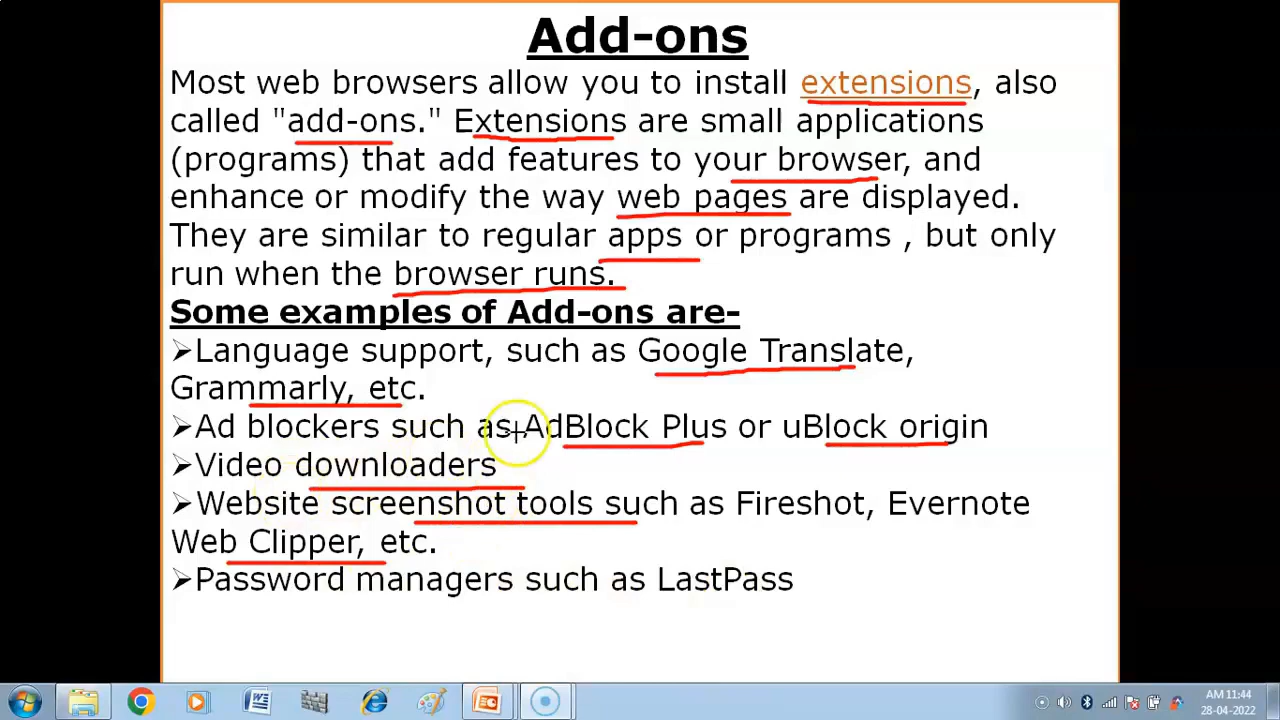 Add-ons
Most web browsers allow you to install extensions, also
called "add-ons." Extensions are small applications
(programs) that add features to your browser, and
enhance or modify the way web pages are displayed.
They are similar to regular apps or programs , but only
run when the browser runs.
Some examples of Add-ons are-
➢Language support, such as Google Translate,
Grammarly, etc.
➢Ad blockers such as AdBlock Plus or uBlock origin
➢Video downloaders
➢Website screenshot tools such as Fireshot, Evernote
Web Clipper, etc.
➢Password managers such as LastPass
AM 11:44
28-04-2022